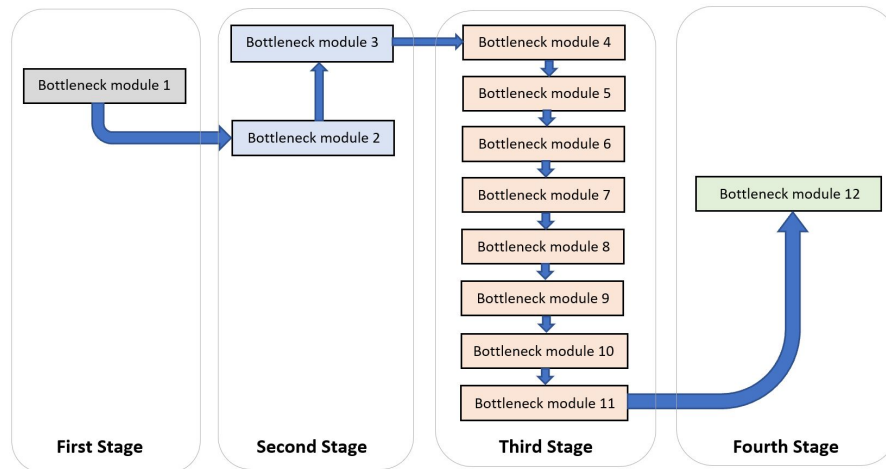 Bottleneck module 1
First Stage
Bottleneck module 3
Bottleneck module 2
Second Stage
Bottleneck module 4
Bottleneck module 5
Bottleneck module 6
Bottleneck module 7
Bottleneck module 8
Bottleneck module 9
Bottleneck module 10
Bottleneck module 11
Third Stage
Bottleneck module 12
Fourth Stage